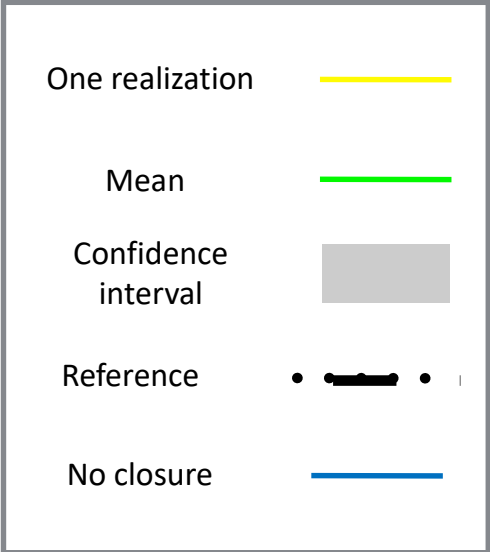 One realization
Mean
Confidence
interval
Reference
No closure